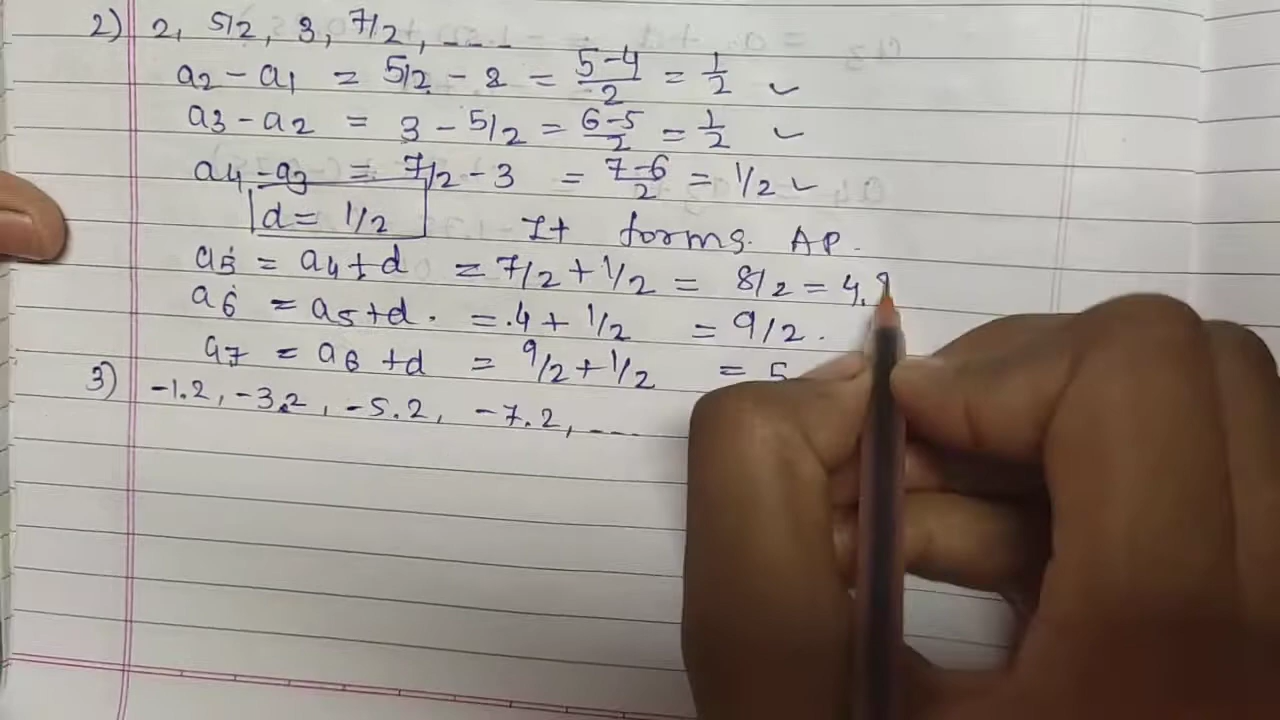 2) 2, 5/2, 3, 7/2, ----
a2 - a1 = 5/2 - 2 = 5-4/2 = 1/2 ✓
a3 - a2 = 3 - 5/2 = 6-5/2 = 1/2 ✓
a4 - a3 = 7/2 - 3 = 7-6/2 = 1/2 ✓
d = 1/2 It forms AP.
a5 = a4+d = 7/2 + 1/2 = 8/2 = 4.
a6 = a5+d. = .4 + 1/2 = 9/2.
a7 = a6 +d = 9/2 + 1/2 = 5
3) -1.2, -3.2, -5.2, -7.2, ---